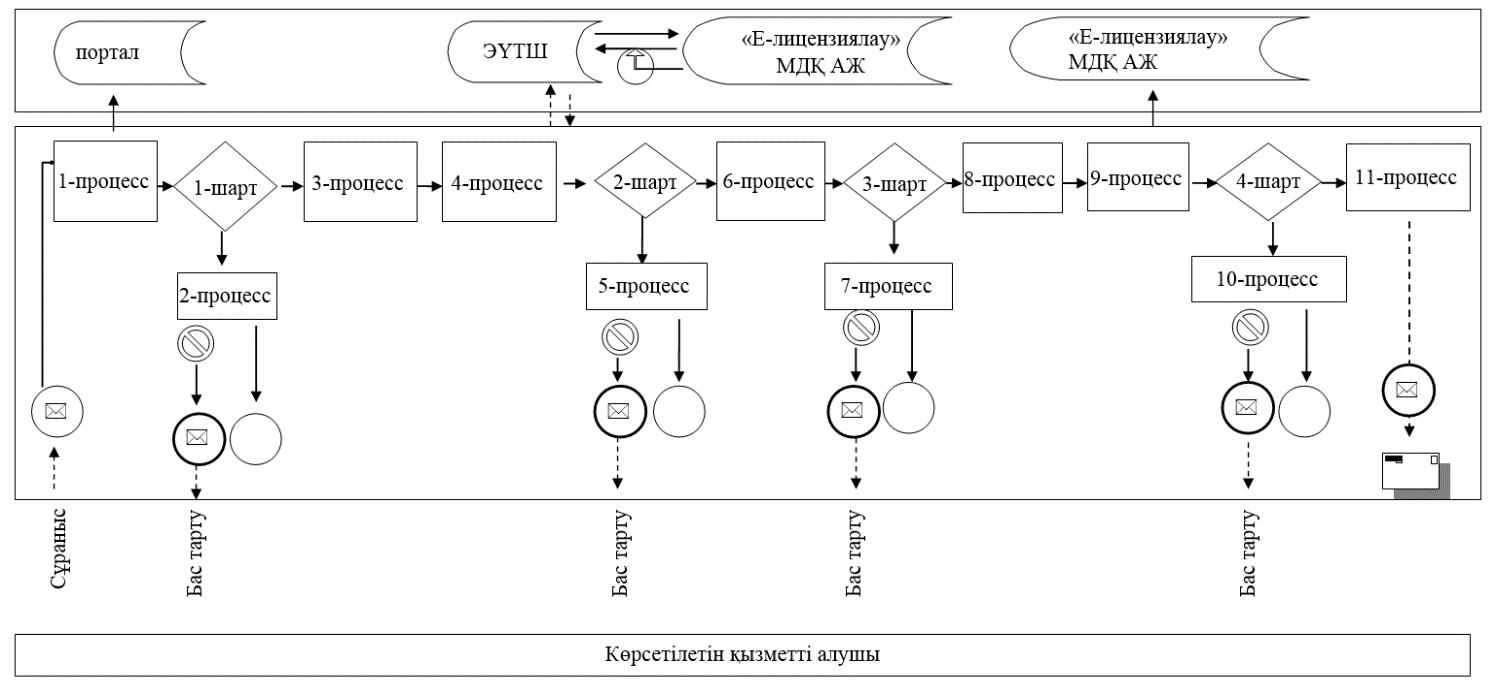 портал
ЭҮТШ
«Е-лицензиялау»
МДҚ АЖ
«Е-лицензиялау»
МДҚ АЖ
1-процесс
1-шарт
3-процесс
4-процесс
2-шарт
6-процесс
3-шарт
8-процесс
9-процесс
4-шарт
11-процесс
2-процесс
5-процесс
7-процесс
10-процесс
Сұраныс
Бас тарту
Бас тарту
Бас тарту
Бас тарту
Көрсетілетін қызметті алушы